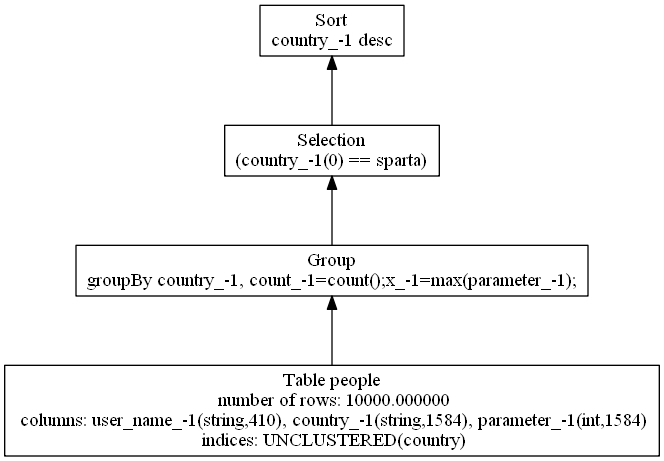 Sort
country_-1 desc
Selection
(country_-1(0) == sparta)
Group
groupBy country_-1, count_-1=count();x_-1=max(parameter_-1);
Table people
number of rows: 10000.000000
columns: user_name_-1(string,410), country_-1(string,1584), parameter_-1(int,1584)
indices: UNCLUSTERED(country)